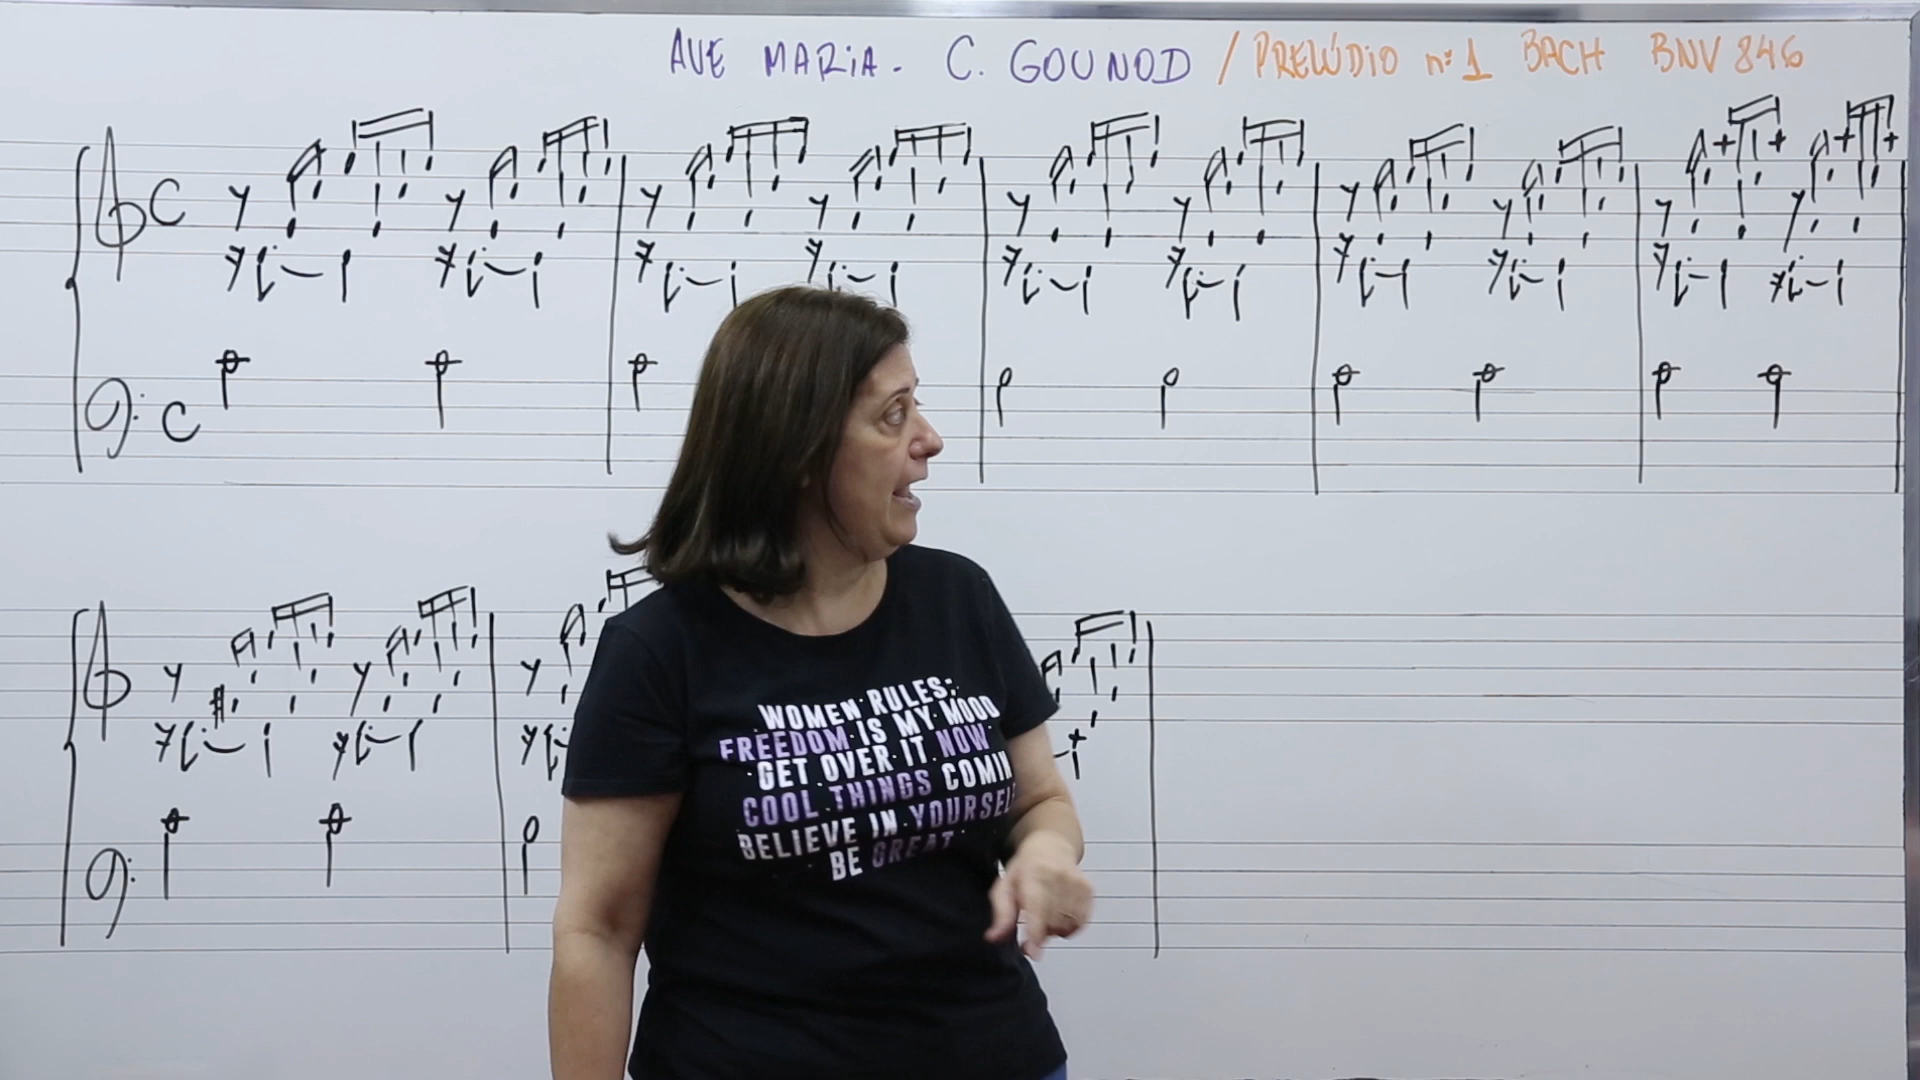 AVE MARIA - C. GOUNOD / PRELÚDIO nº 1 BACH BNV 846
C
C
WOMEN RULES:
FREEDOM IS MY MOOD
GET OVER IT NOW
COOL THINGS COMIN
BELIEVE IN YOURSEL
BE GREAT